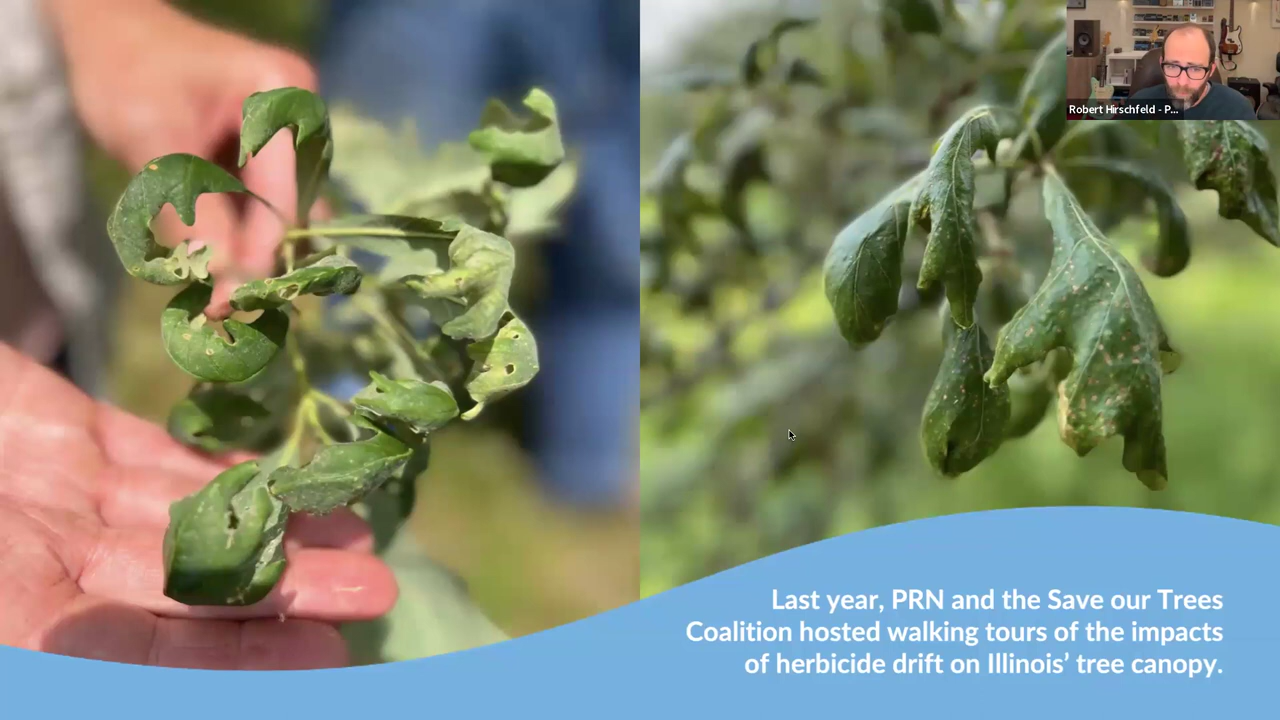 Robert Hirschfeld - P...
Last year, PRN and the Save our Trees
Coalition hosted walking tours of the impacts
of herbicide drift on Illinois’ tree canopy.